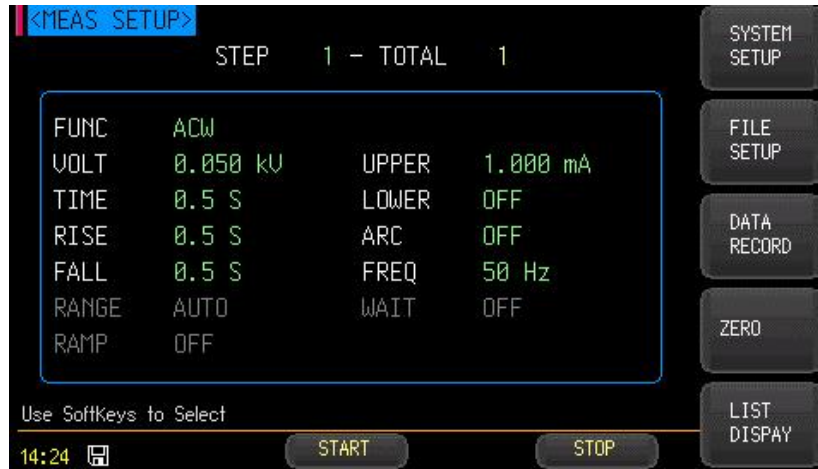 <MEAS SETUP>
STEP 1 - TOTAL 1
FUNC ACW
VOLT 0.050 kV UPPER 1.000 mA
TIME 0.5 S LOWER OFF
RISE 0.5 S ARC OFF
FALL 0.5 S FREQ 50 Hz
RANGE AUTO WAIT OFF
RAMP OFF
Use SoftKeys to Select
14:24
START STOP
SYSTEM
SETUP
FILE
SETUP
DATA
RECORD
ZERO
LIST
DISPAY